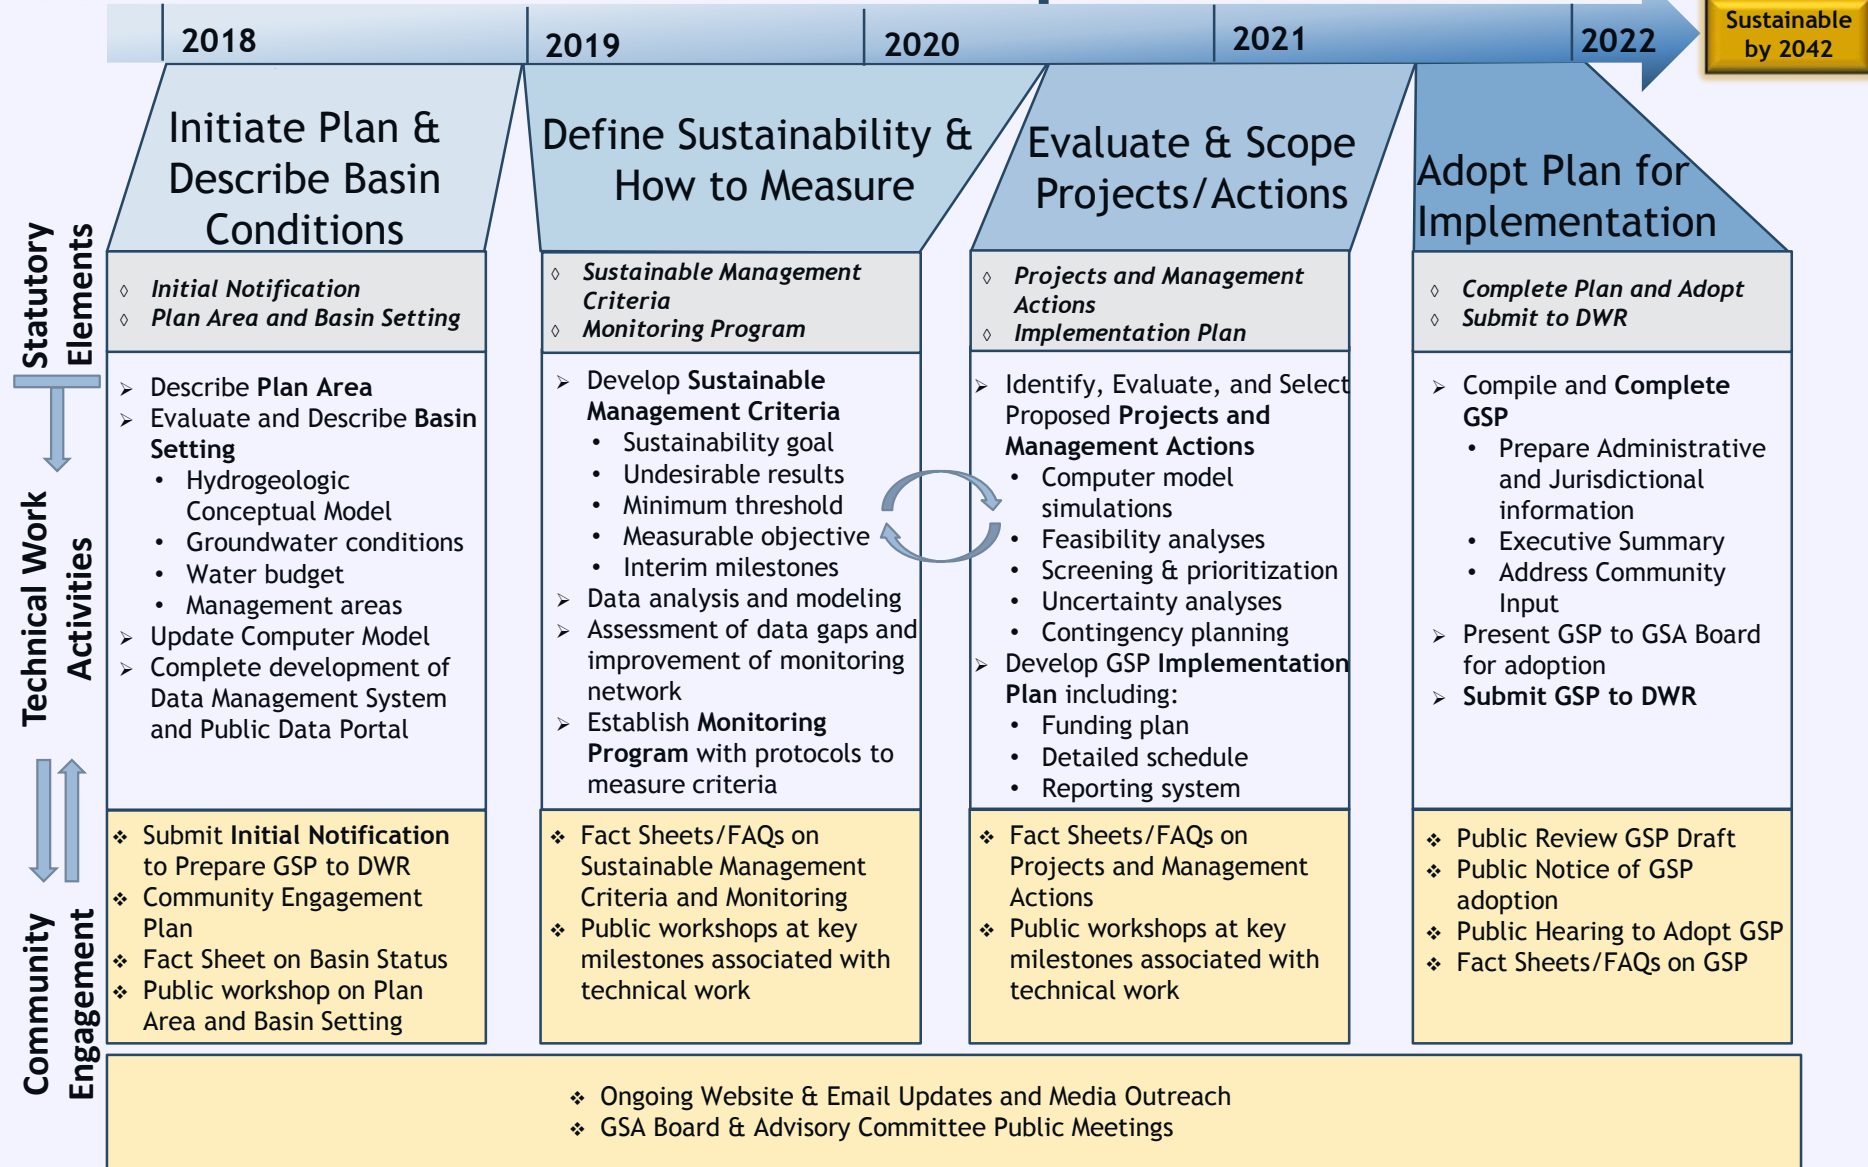 2018
2019
2020
2021
2022
Sustainable
by 2042
Initiate Plan &
Describe Basin
Conditions
Define Sustainability &
How to Measure
Evaluate & Scope
Projects/Actions
Adopt Plan for
Implementation
Statutory
Elements
◊ Initial Notification
◊ Plan Area and Basin Setting
◊ Sustainable Management
Criteria
◊ Monitoring Program
◊ Projects and Management
Actions
◊ Implementation Plan
◊ Complete Plan and Adopt
◊ Submit to DWR
Technical Work
Activities
➢ Describe Plan Area
➢ Evaluate and Describe Basin
Setting
• Hydrogeologic
Conceptual Model
• Groundwater conditions
• Water budget
• Management areas
➢ Update Computer Model
➢ Complete development of
Data Management System
and Public Data Portal
➢ Develop Sustainable
Management Criteria
• Sustainability goal
• Undesirable results
• Minimum threshold
• Measurable objective
• Interim milestones
➢ Data analysis and modeling
➢ Assessment of data gaps and
improvement of monitoring
network
➢ Establish Monitoring
Program with protocols to
measure criteria
➢ Identify, Evaluate, and Select
Proposed Projects and
Management Actions
• Computer model
simulations
• Feasibility analyses
• Screening & prioritization
• Uncertainty analyses
• Contingency planning
➢ Develop GSP Implementation
Plan including:
• Funding plan
• Detailed schedule
• Reporting system
➢ Compile and Complete
GSP
• Prepare Administrative
and Jurisdictional
information
• Executive Summary
• Address Community
Input
➢ Present GSP to GSA Board
for adoption
➢ Submit GSP to DWR
Community
Engagement
❖ Submit Initial Notification
to Prepare GSP to DWR
❖ Community Engagement
Plan
❖ Fact Sheet on Basin Status
❖ Public workshop on Plan
Area and Basin Setting
❖ Fact Sheets/FAQs on
Sustainable Management
Criteria and Monitoring
❖ Public workshops at key
milestones associated with
technical work
❖ Fact Sheets/FAQs on
Projects and Management
Actions
❖ Public workshops at key
milestones associated with
technical work
❖ Public Review GSP Draft
❖ Public Notice of GSP
adoption
❖ Public Hearing to Adopt GSP
❖ Fact Sheets/FAQs on GSP
❖ Ongoing Website & Email Updates and Media Outreach
❖ GSA Board & Advisory Committee Public Meetings